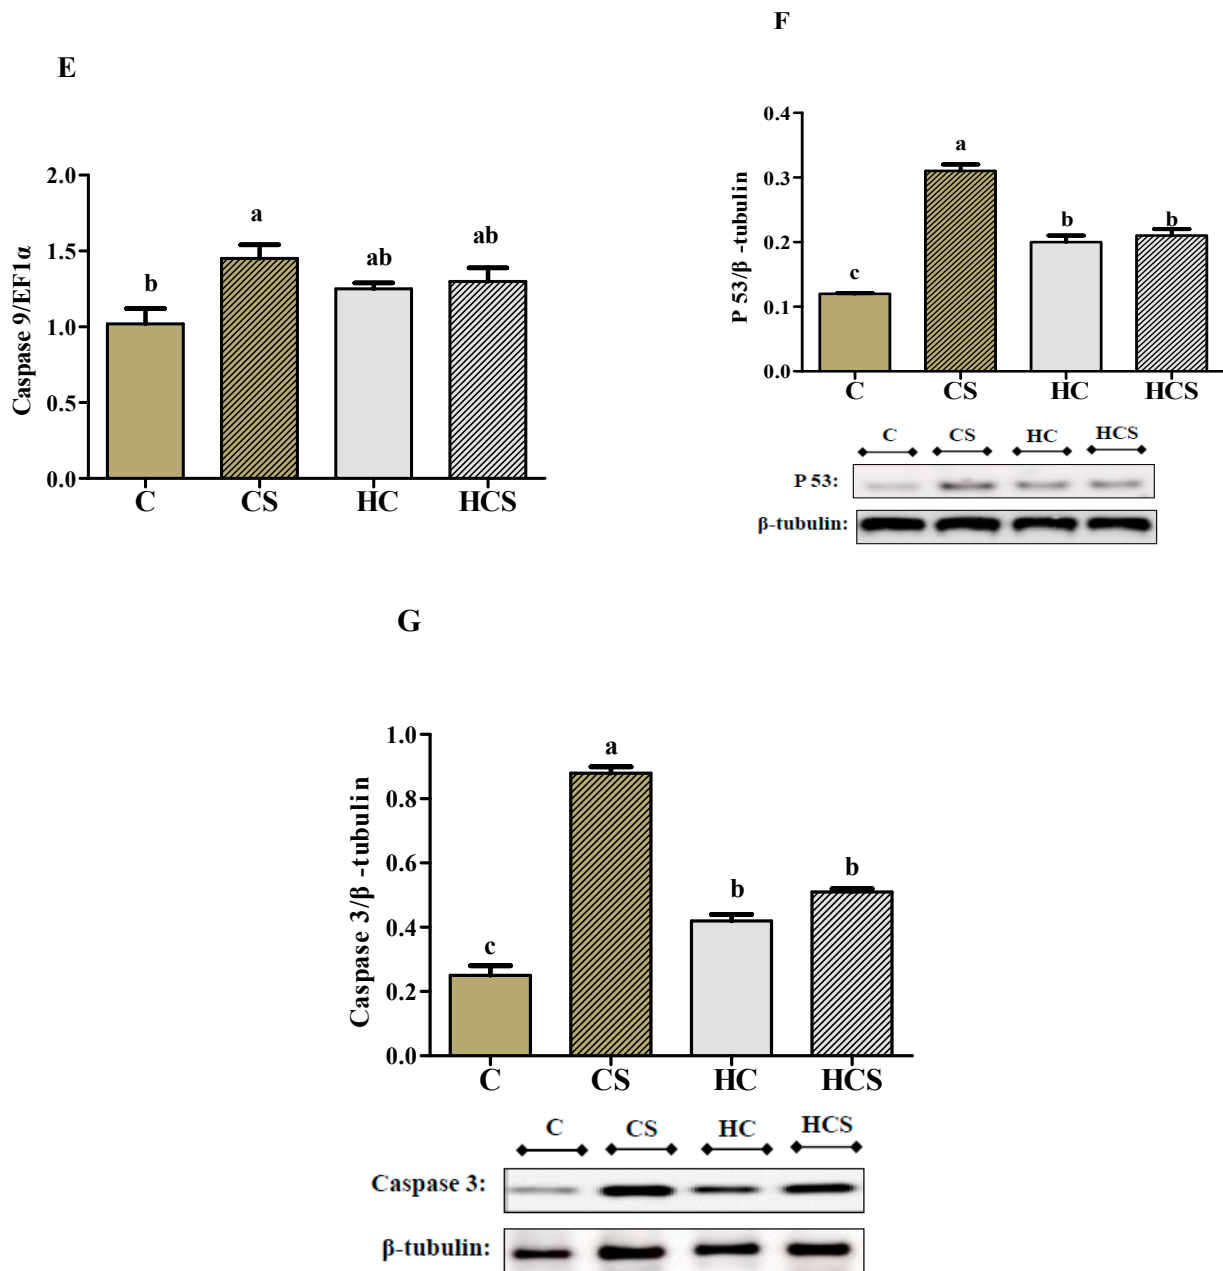 E
Caspase 9/EF1α
2.0
1.5
1.0
0.5
0.0
b
a
ab
ab
C CS HC HCS
F
P 53/β -tubulin
0.4
0.3
0.2
0.1
0.0
c
a
b
b
C CS HC HCS
C CS HC HCS
P 53:
β-tubulin:
G
Caspase 3/β -tubulin
1.0
0.8
0.6
0.4
0.2
0.0
c
a
b
b
C CS HC HCS
C CS HC HCS
Caspase 3:
β-tubulin: